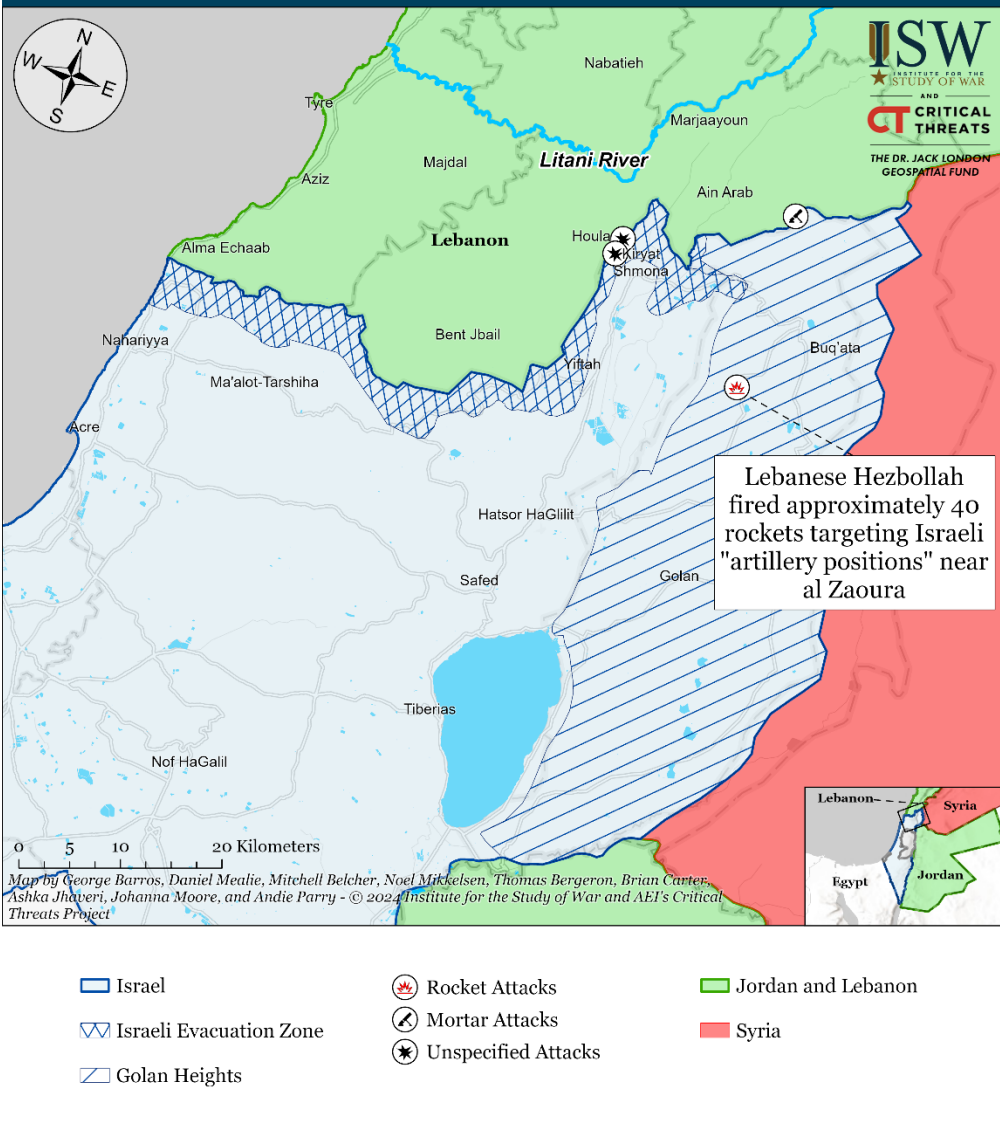 N
W
E
S
ISW
INSTITUTE FOR THE
STUDY OF WAR
AND
CT CRITICAL
THREATS
THE DR. JACK LONDON
GEOSPATIAL FUND
Nabatieh
Tyre
Marjaayoun
Majdal
Litani River
Aziz
Ain Arab
Houla
Lebanon
Alma Echaab
Kiryat
Shmona
Bent Jbail
Nahariyya
Buq'ata
Yiftah
Ma'alot-Tarshiha
Acre
Lebanese Hezbollah
fired approximately 40
rockets targeting Israeli
"artillery positions" near
al Zaoura
Hatsor HaGlilit
Safed
Golan
Tiberias
Nof HaGalil
Lebanon
Syria
Egypt
Jordan
0 5 10 20 Kilometers
Map by George Barros, Daniel Mealie, Mitchell Belcher, Noel Mikkelsen, Thomas Bergeron, Brian Carter,
Ashka Jhaveri, Johanna Moore, and Andie Parry - © 2024 Institute for the Study of War and AEI's Critical
Threats Project
Israel
Israeli Evacuation Zone
Golan Heights
Rocket Attacks
Mortar Attacks
Unspecified Attacks
Jordan and Lebanon
Syria